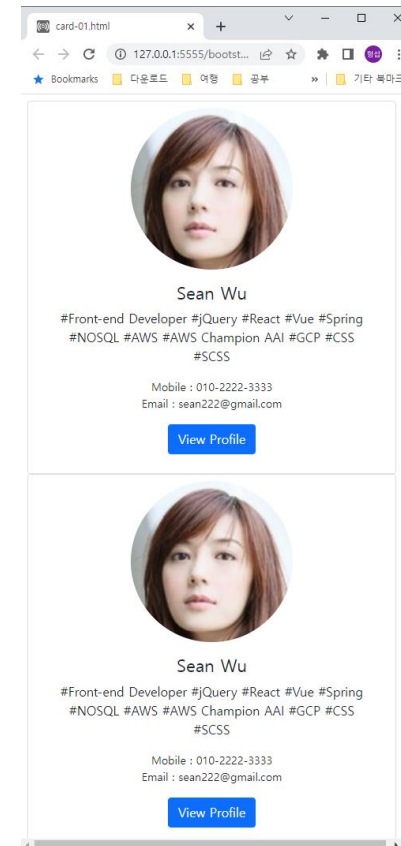 card-01.html
127.0.0.1:5555/bootst...
형섭
Bookmarks 다운로드 여행 공부 » 기타 북마크
Sean Wu
#Front-end Developer #jQuery #React #Vue #Spring
#NOSQL #AWS #AWS Champion AAI #GCP #CSS
#SCSS
Mobile : 010-2222-3333
Email : sean222@gmail.com
View Profile
Sean Wu
#Front-end Developer #jQuery #React #Vue #Spring
#NOSQL #AWS #AWS Champion AAI #GCP #CSS
#SCSS
Mobile : 010-2222-3333
Email : sean222@gmail.com
View Profile